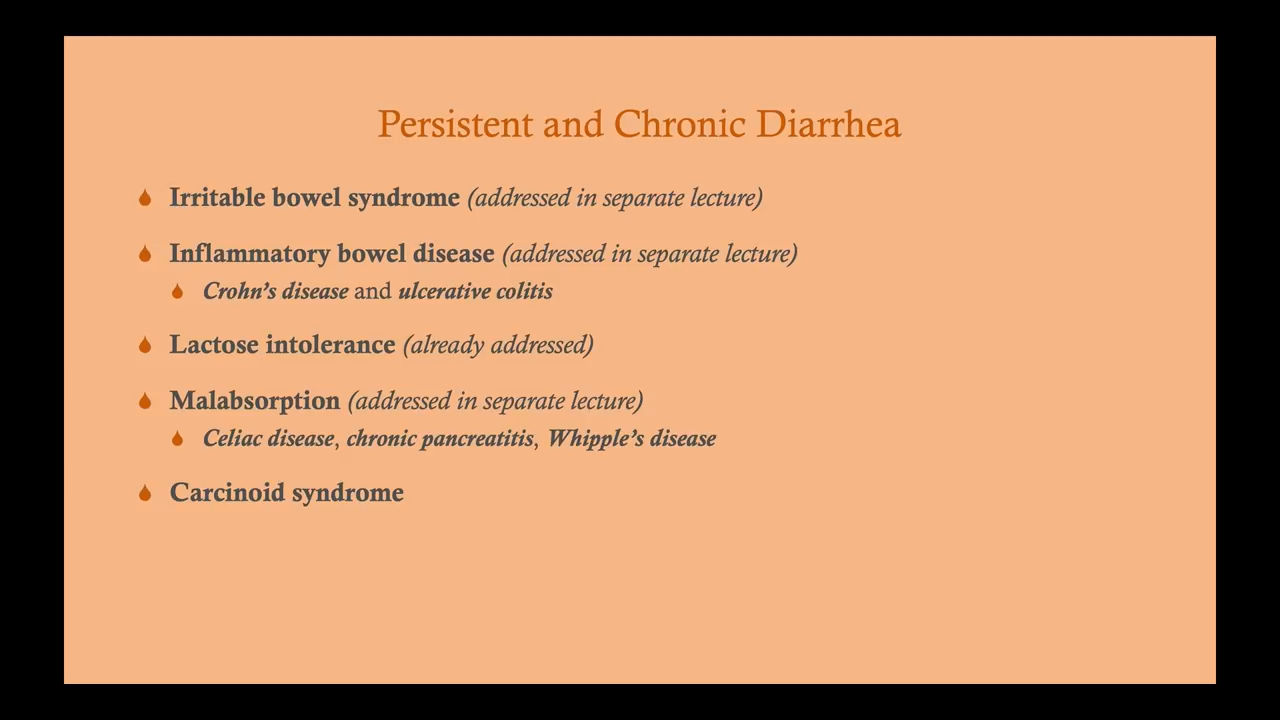 Persistent and Chronic Diarrhea
Irritable bowel syndrome (addressed in separate lecture)
Inflammatory bowel disease (addressed in separate lecture)
Crohn’s disease and ulcerative colitis
Lactose intolerance (already addressed)
Malabsorption (addressed in separate lecture)
Celiac disease, chronic pancreatitis, Whipple’s disease
Carcinoid syndrome